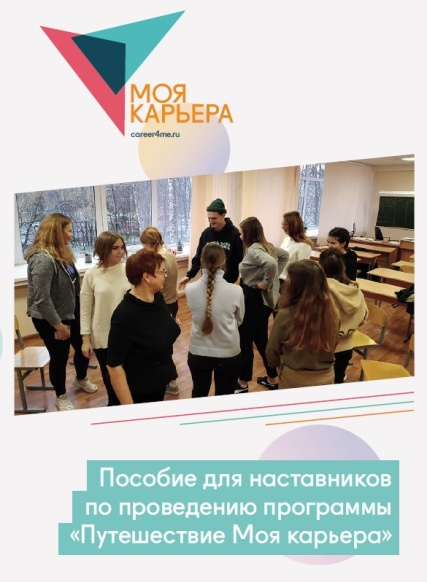 МОЯ
КАРЬЕРА
career4me.ru
Пособие для наставников
по проведению программы
«Путешествие Моя карьера»